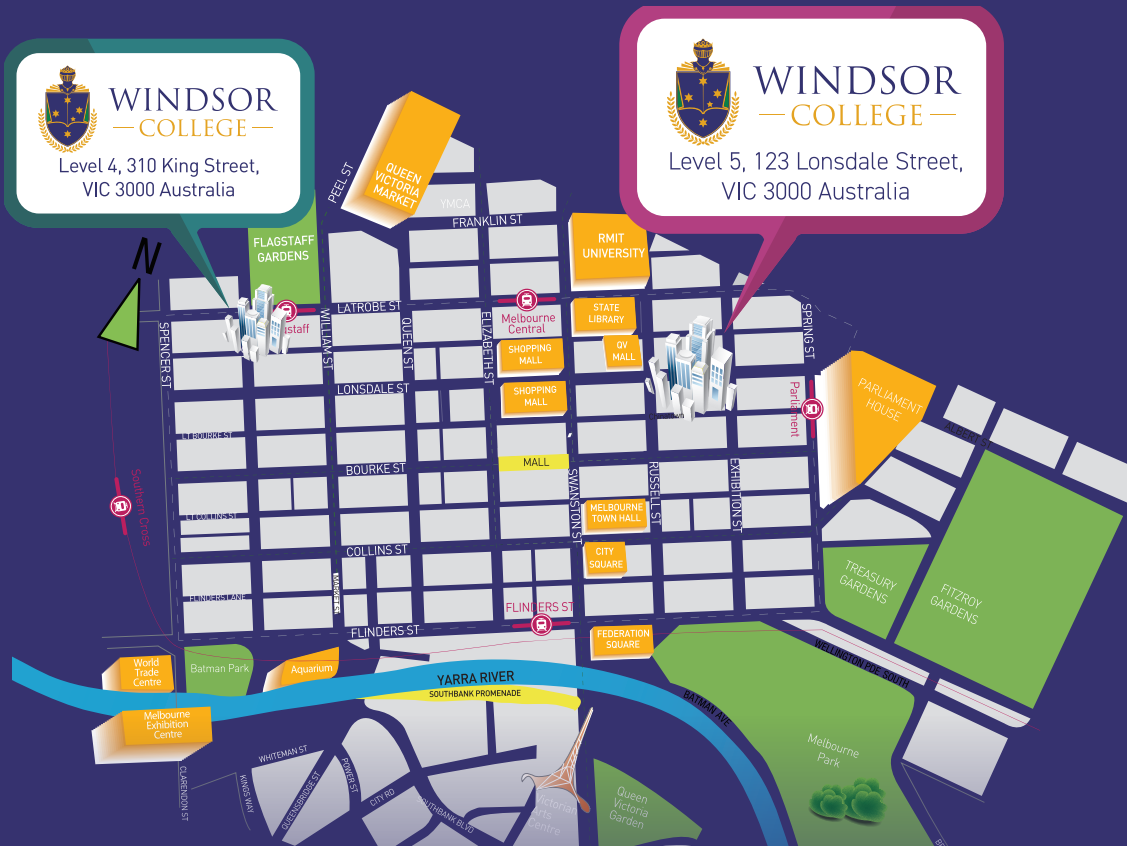 WINDSOR
COLLEGE
Level 4, 310 King Street,
VIC 3000 Australia
WINDSOR
COLLEGE
Level 5, 123 Lonsdale Street,
VIC 3000 Australia
N
PEEL ST
QUEEN
VICTORIA
MARKET
YMCA
FRANKLIN ST
FLAGSTAFF
GARDENS
RMIT
UNIVERSITY
LATROBE ST
staff
Melbourne
Central
STATE
LIBRARY
SPENCER ST
WILLIAM ST
QUEEN ST
ELIZABETH ST
SPRING ST
SHOPPING
MALL
QV
MALL
LONSDALE ST
SHOPPING
MALL
Parliament
PARLIAMENT
HOUSE
LT BOURKE ST
BOURKE ST
MALL
SWANSTON ST
RUSSELL ST
EXHIBITION ST
Southern Cross
LT COLLINS ST
MELBOURNE
TOWN HALL
COLLINS ST
CITY
SQUARE
TREASURY
GARDENS
FITZROY
GARDENS
FLINDERS LANE
MARKET ST
FLINDERS ST
FLINDERS ST
FEDERATION
SQUARE
World
Trade
Centre
Batman Park
Aquarium
YARRA RIVER
SOUTHBANK PROMENADE
WELLINGTON PDE SOUTH
BATMAN AVE
Melbourne
Exhibition
Centre
Melbourne
Park
WHITEMAN ST
CLARENDON ST
KINGS WAY
QUEENSBRIDGE ST
POWER ST
CITY RD
SOUTHBANK BLVD
Victorian
Arts
Centre
Queen
Victoria
Garden